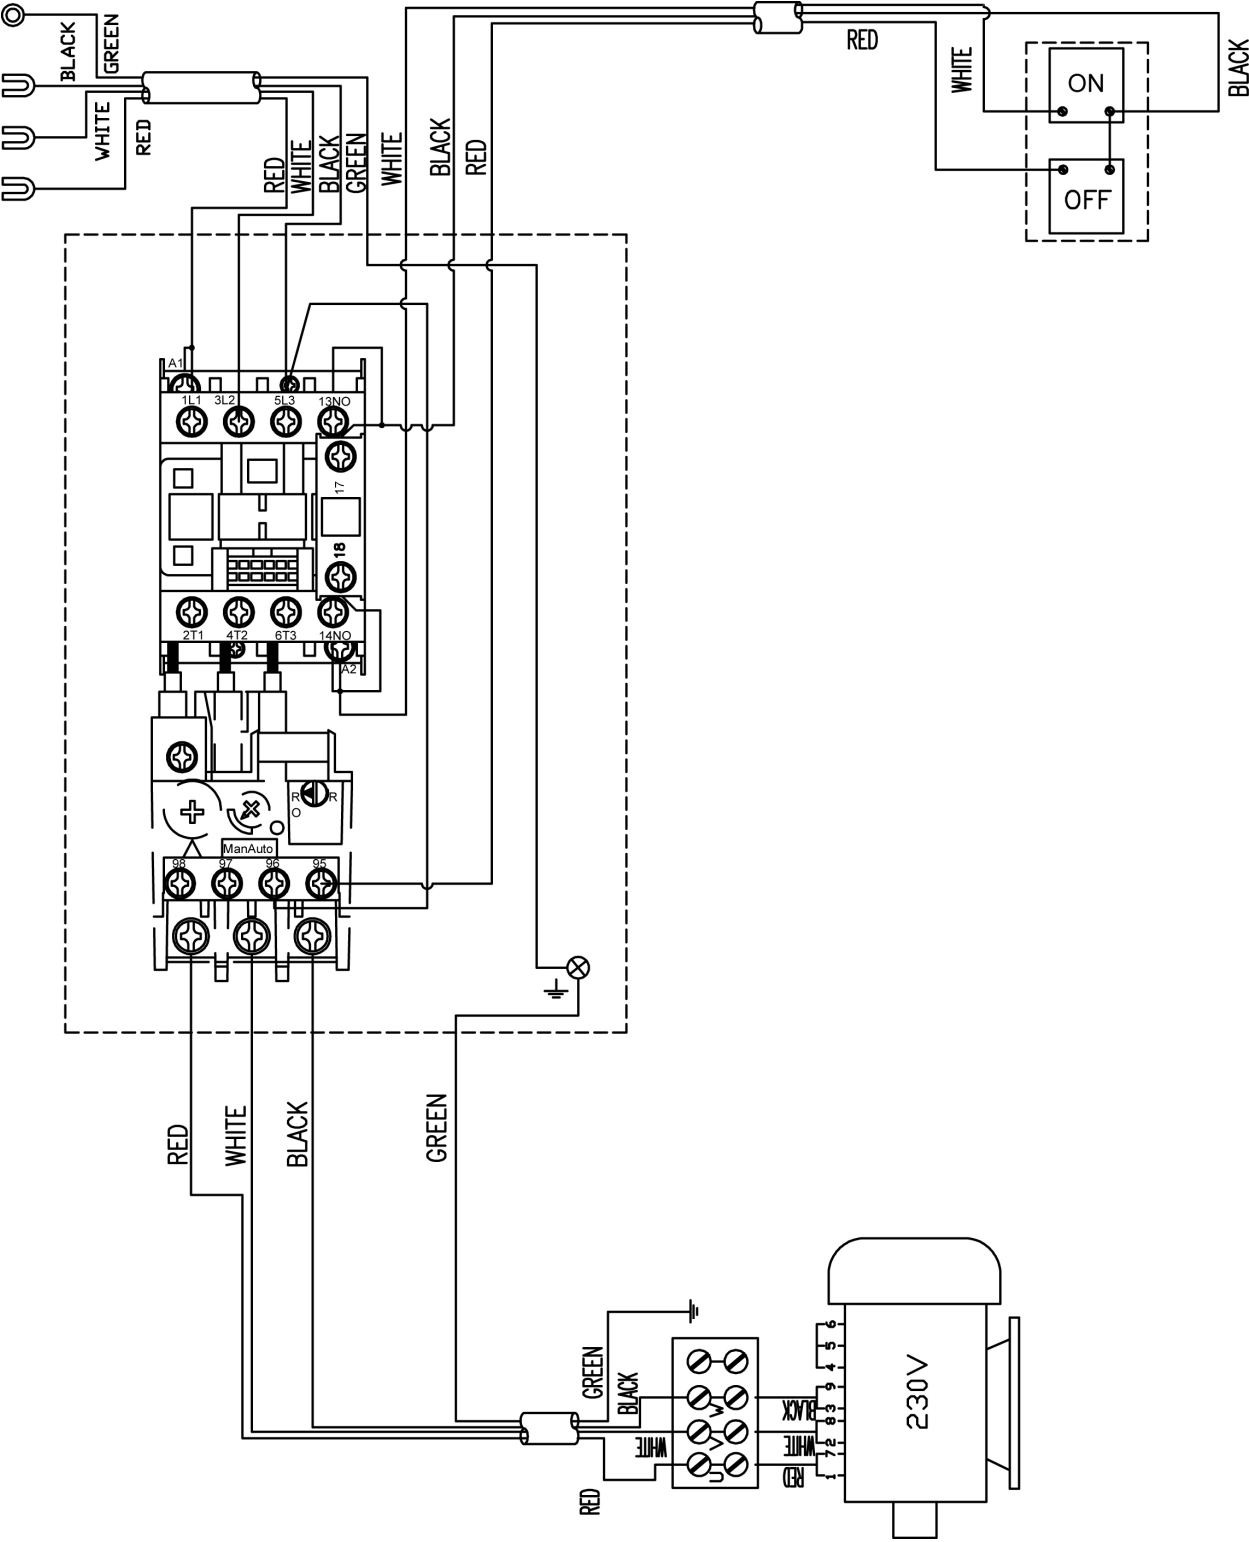 BLACK
GREEN
WHITE
RED
RED
WHITE
BLACK
GREEN
WHITE
BLACK
RED
RED
WHITE
BLACK
ON
OFF
A1
1L1
3L2
5L3
13NO
17
18
2T1
4T2
6T3
14NO
A2
R
R
O
ManAuto
98
97
96
95
RED
WHITE
BLACK
GREEN
GREEN
BLACK
WHITE
RED
W
V
U
BLACK
WHITE
RED
6
5
4
9
3
8
2
7
1
230V